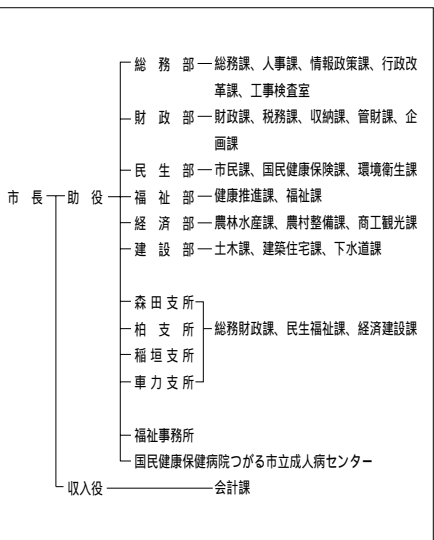 総務部 総務課、人事課、情報政策課、行政改
革課、工事検査室
財政部 財政課、税務課、収納課、管財課、企
画課
民生部 市民課、国民健康保険課、環境衛生課
市長 助役 福祉部 健康推進課、福祉課
経済部 農林水産課、農村整備課、商工観光課
建設部 土木課、建築住宅課、下水道課
森田支所
柏支所 総務財政課、民生福祉課、経済建設課
稲垣支所
車力支所
福祉事務所
国民健康保健病院つがる市立成人病センター
収入役 会計課